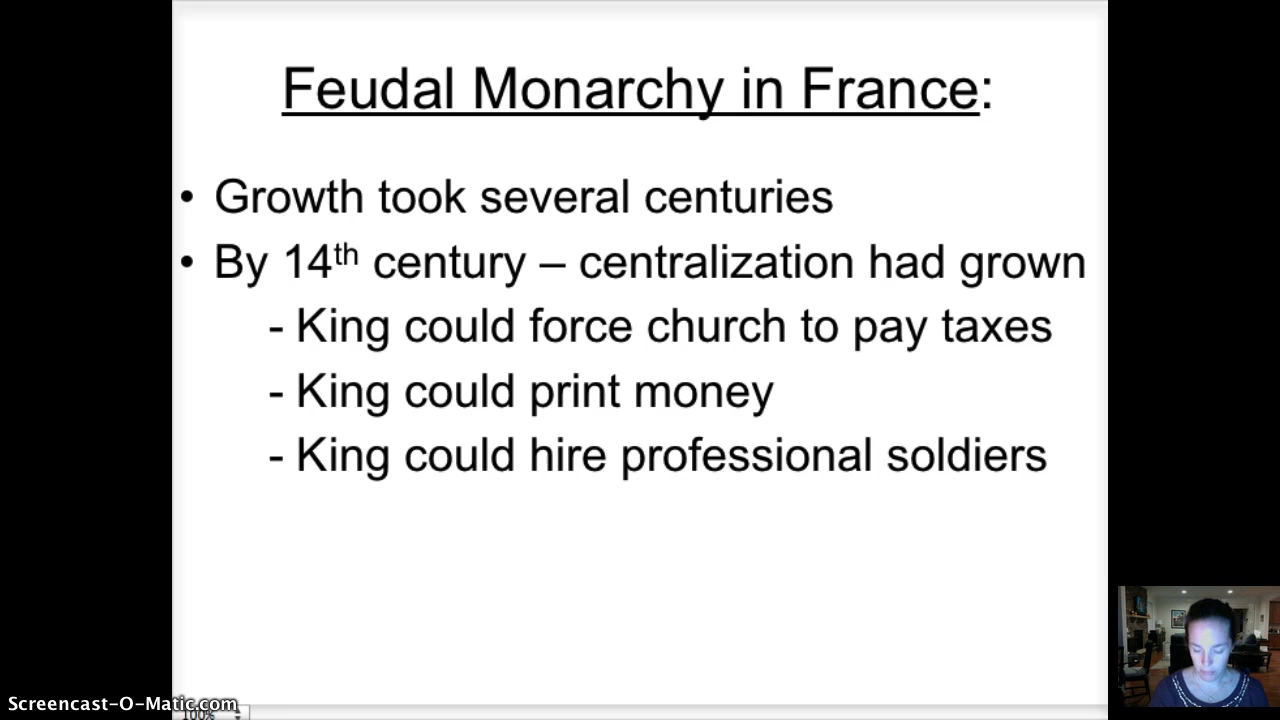 Feudal Monarchy in France:
• Growth took several centuries
• By 14th century – centralization had grown
- King could force church to pay taxes
- King could print money
- King could hire professional soldiers
Screencast-O-Matic.com
100%